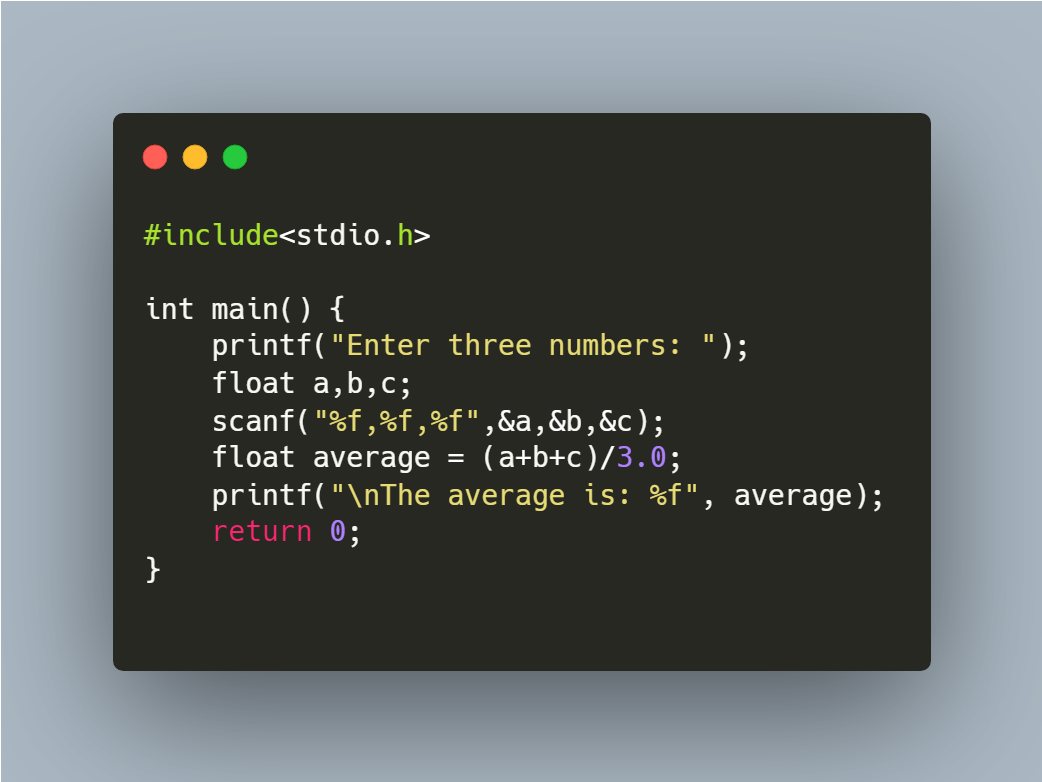 #include<stdio.h>
int main() {
    printf("Enter three numbers: ");
    float a,b,c;
    scanf("%f,%f,%f",&a,&b,&c);
    float average = (a+b+c)/3.0;
    printf("\nThe average is: %f", average);
    return 0;
}